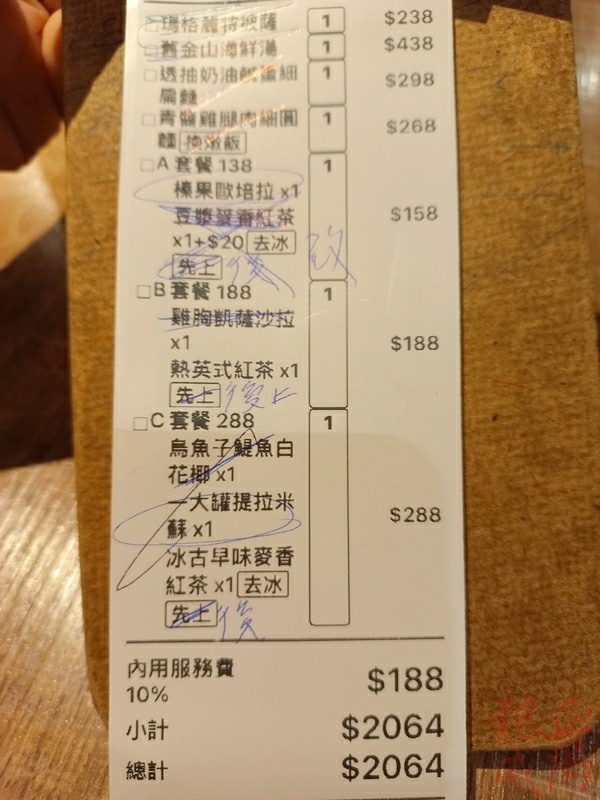 □瑪格麗特披薩 1 $238
□舊金山海鮮湯 1 $438
□透抽奶油鹹蛋細 1 $298
扁麵
□青醬雞腿肉細圓 1 $268
麵 換燉飯
□A 套餐 138 1
榛果歐培拉 x1
豆漿麥香紅茶 $158
x1+$20 去冰 改
先上 後
□B 套餐 188 1
雞胸凱薩沙拉
x1 $188
熱英式紅茶 x1
先上 後上
□C 套餐 288 1
烏魚子鯷魚白
花椰 x1
一大罐提拉米 $288
蘇 x1
冰古早味麥香
紅茶 x1 去冰
先上 後
內用服務費 $188
10%
小計 $2064
總計 $2064